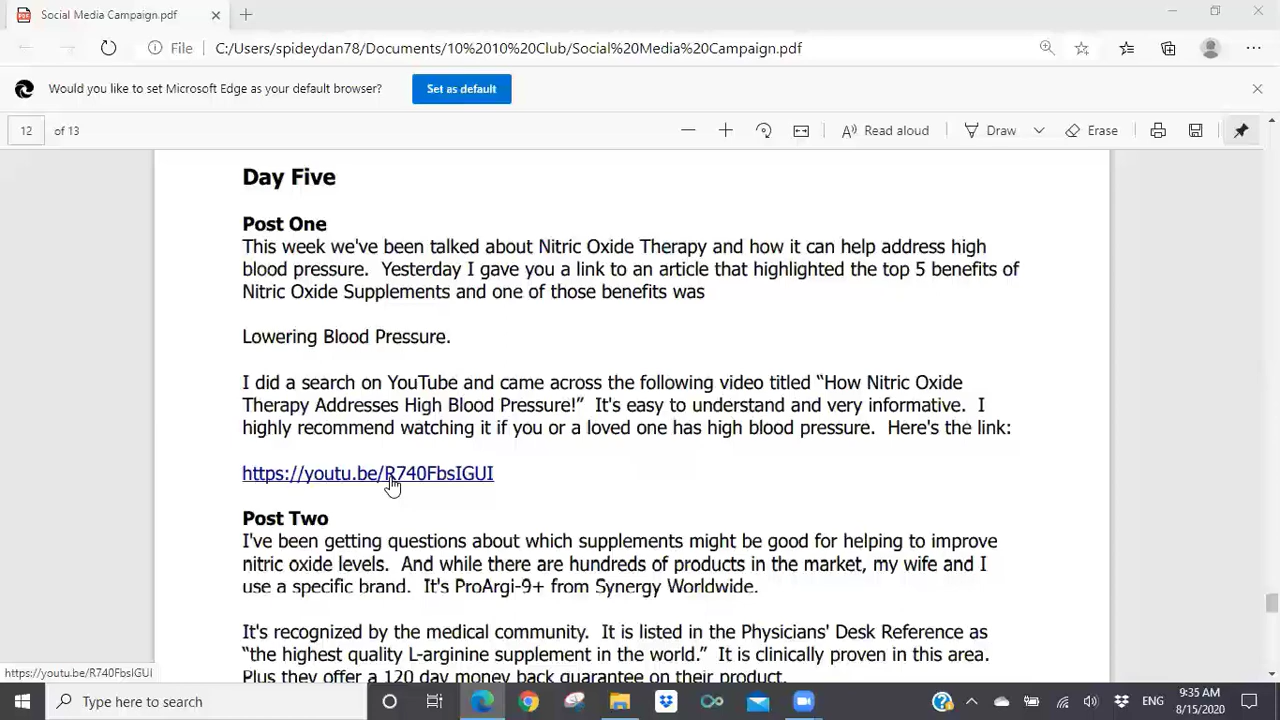 Social Media Campaign.pdf
File
C:/Users/spideydan78/Documents/10%2010%20Club/Social%20Media%20Campaign.pdf
Would you like to set Microsoft Edge as your default browser?
Set as default
12 of 13
Read aloud
Draw
Erase
Day Five
Post One
This week we've been talked about Nitric Oxide Therapy and how it can help address high
blood pressure.  Yesterday I gave you a link to an article that highlighted the top 5 benefits of
Nitric Oxide Supplements and one of those benefits was
Lowering Blood Pressure.
I did a search on YouTube and came across the following video titled “How Nitric Oxide
Therapy Addresses High Blood Pressure!”  It's easy to understand and very informative.  I
highly recommend watching it if you or a loved one has high blood pressure.  Here's the link:
https://youtu.be/R740FbsIGUI
Post Two
I've been getting questions about which supplements might be good for helping to improve
nitric oxide levels.  And while there are hundreds of products in the market, my wife and I
use a specific brand.  It's ProArgi-9+ from Synergy Worldwide.
It's recognized by the medical community.  It is listed in the Physicians' Desk Reference as
“the highest quality L-arginine supplement in the world.”  It is clinically proven in this area.
Plus they offer a 120 day money back guarantee on their product.
https://youtu.be/R740FbsIGUI
Type here to search
ENG
9:35 AM
8/15/2020